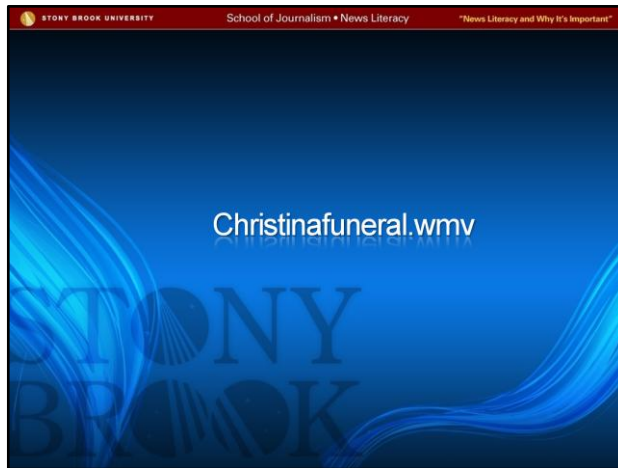 STONY BROOK UNIVERSITY School of Journalism • News Literacy "News Literacy and Why It's Important"
Christinafuneral.wmv
STONY
BROOK